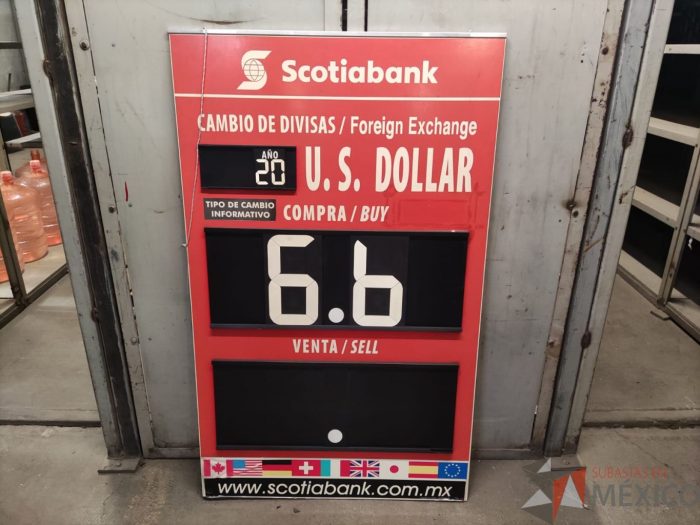 Scotiabank
CAMBIO DE DIVISAS / Foreign Exchange
AÑO
20
U. S. DOLLAR
TIPO DE CAMBIO
INFORMATIVO
COMPRA / BUY
6.6
VENTA / SELL
.
www.scotiabank.com.mx
SUBASTAS EN
MÉXICO